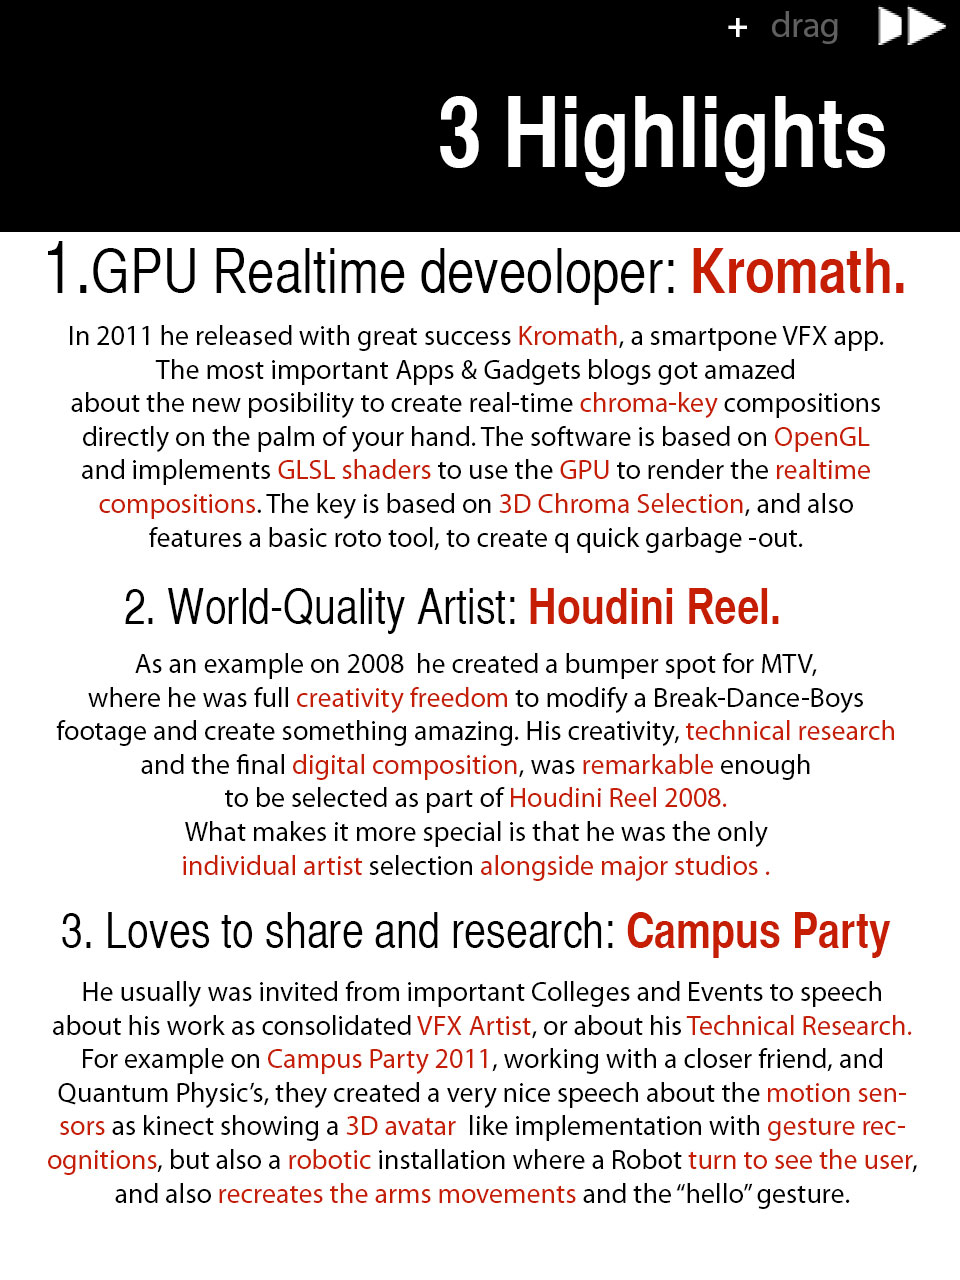 + drag
3 Highlights
1.GPU Realtime deveoloper: Kromath.
In 2011 he released with great success Kromath, a smartpone VFX app.
The most important Apps & Gadgets blogs got amazed
about the new posibility to create real-time chroma-key compositions
directly on the palm of your hand. The software is based on OpenGL
and implements GLSL shaders to use the GPU to render the realtime
compositions. The key is based on 3D Chroma Selection, and also
features a basic roto tool, to create q quick garbage -out.
2. World-Quality Artist: Houdini Reel.
As an example on 2008 he created a bumper spot for MTV,
where he was full creativity freedom to modify a Break-Dance-Boys
footage and create something amazing. His creativity, technical research
and the final digital composition, was remarkable enough
to be selected as part of Houdini Reel 2008.
What makes it more special is that he was the only
individual artist selection alongside major studios .
3. Loves to share and research: Campus Party
He usually was invited from important Colleges and Events to speech
about his work as consolidated VFX Artist, or about his Technical Research.
For example on Campus Party 2011, working with a closer friend, and
Quantum Physic’s, they created a very nice speech about the motion sen-
sors as kinect showing a 3D avatar like implementation with gesture rec-
ognitions, but also a robotic installation where a Robot turn to see the user,
and also recreates the arms movements and the “hello” gesture.